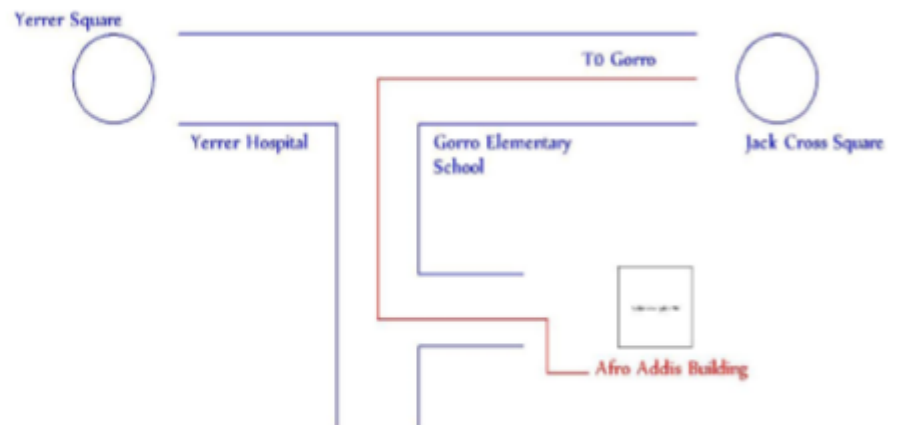 Yerrer Square
T0 Gorro
Yerrer Hospital
Gorro Elementary
School
Jack Cross Square
Afro Addis Building